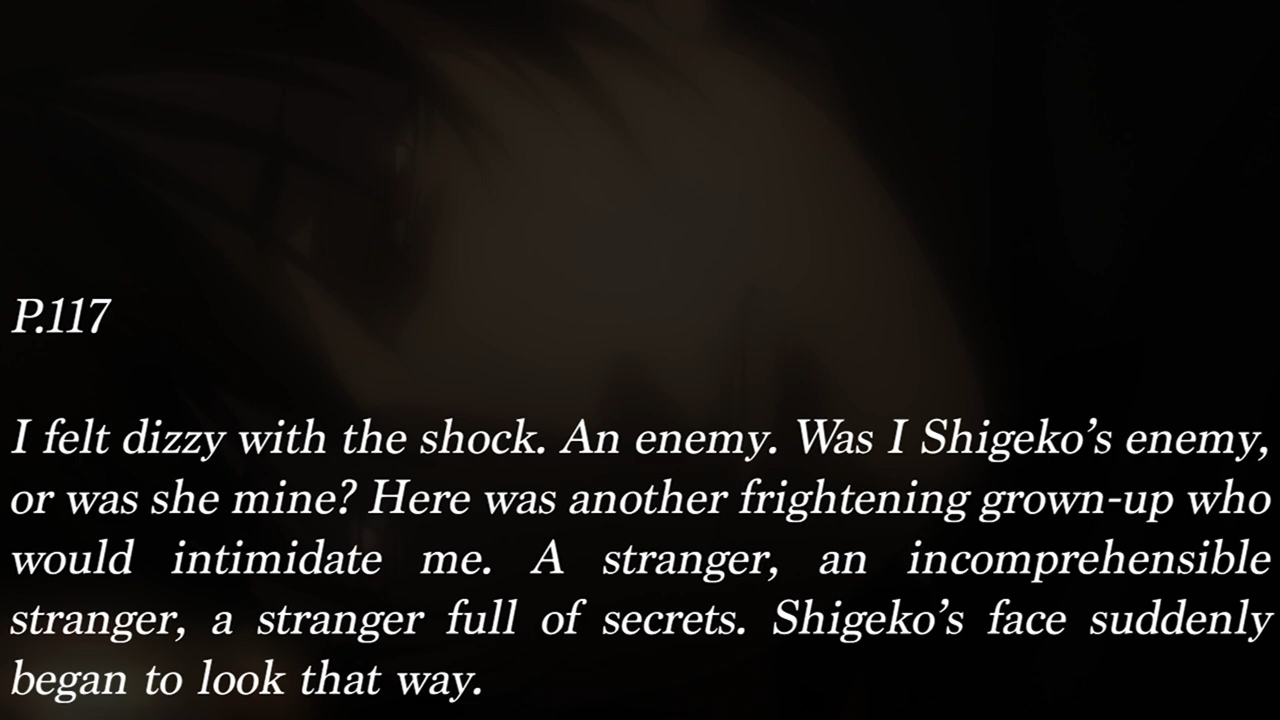 P.117
I felt dizzy with the shock. An enemy. Was I Shigeko’s enemy,
or was she mine? Here was another frightening grown-up who
would intimidate me. A stranger, an incomprehensible
stranger, a stranger full of secrets. Shigeko’s face suddenly
began to look that way.